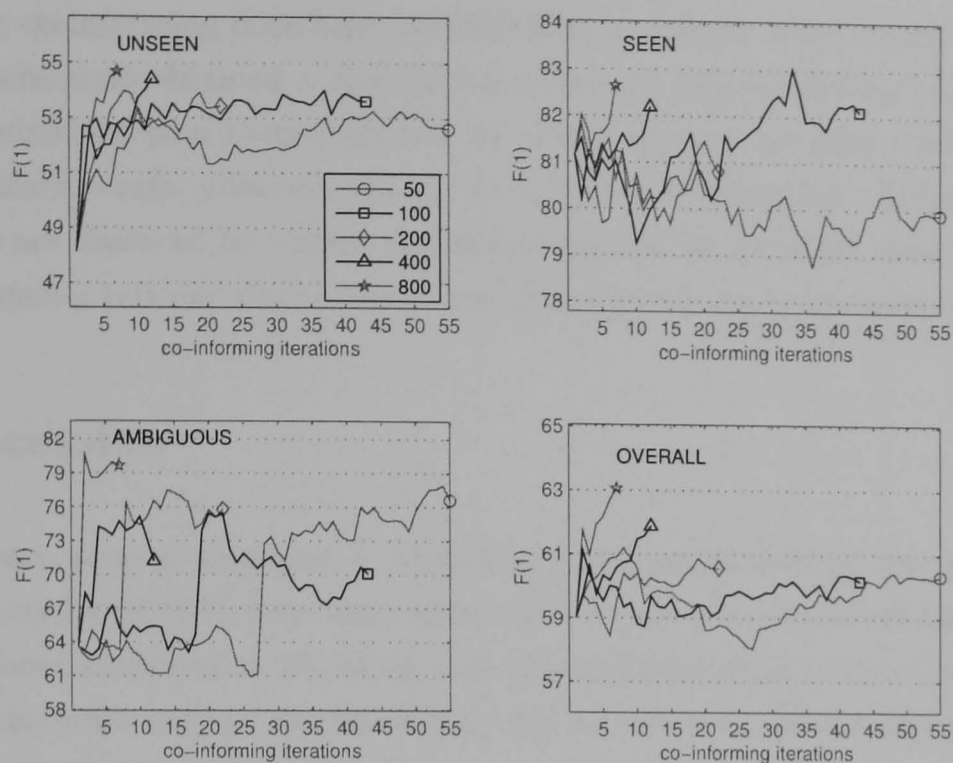 UNSEEN
55
53
51
49
47
F(1)
5 10 15 20 25 30 35 40 45 50 55
co-informing iterations
50
100
200
400
800
SEEN
84
83
82
81
80
79
78
F(1)
5 10 15 20 25 30 35 40 45 50 55
co-informing iterations
AMBIGUOUS
82
79
76
73
70
67
64
61
58
F(1)
5 10 15 20 25 30 35 40 45 50 55
co-informing iterations
OVERALL
65
63
61
59
57
F(1)
5 10 15 20 25 30 35 40 45 50 55
co-informing iterations